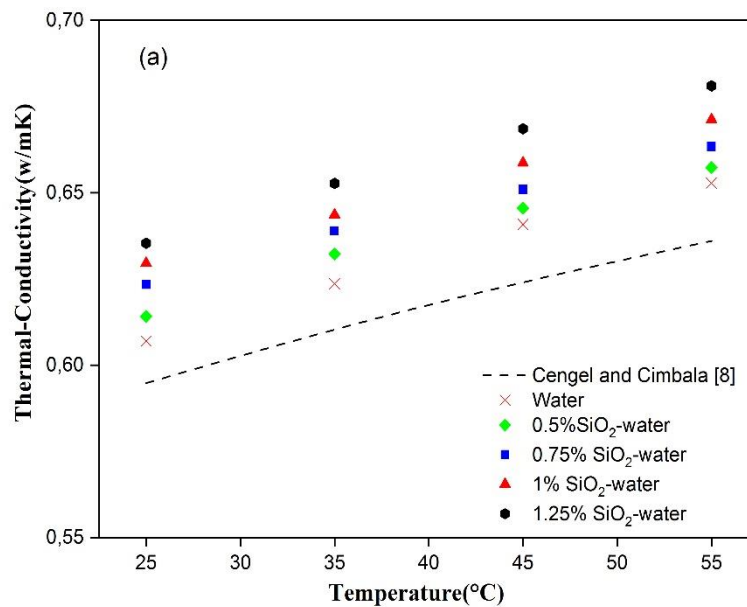 (a)
Thermal-Conductivity(w/mK)
0,70
0,65
0,60
0,55
Cengel and Cimbala [8]
Water
0.5%SiO₂-water
0.75% SiO₂-water
1% SiO₂-water
1.25% SiO₂-water
25 30 35 40 45 50 55
Temperature(°C)